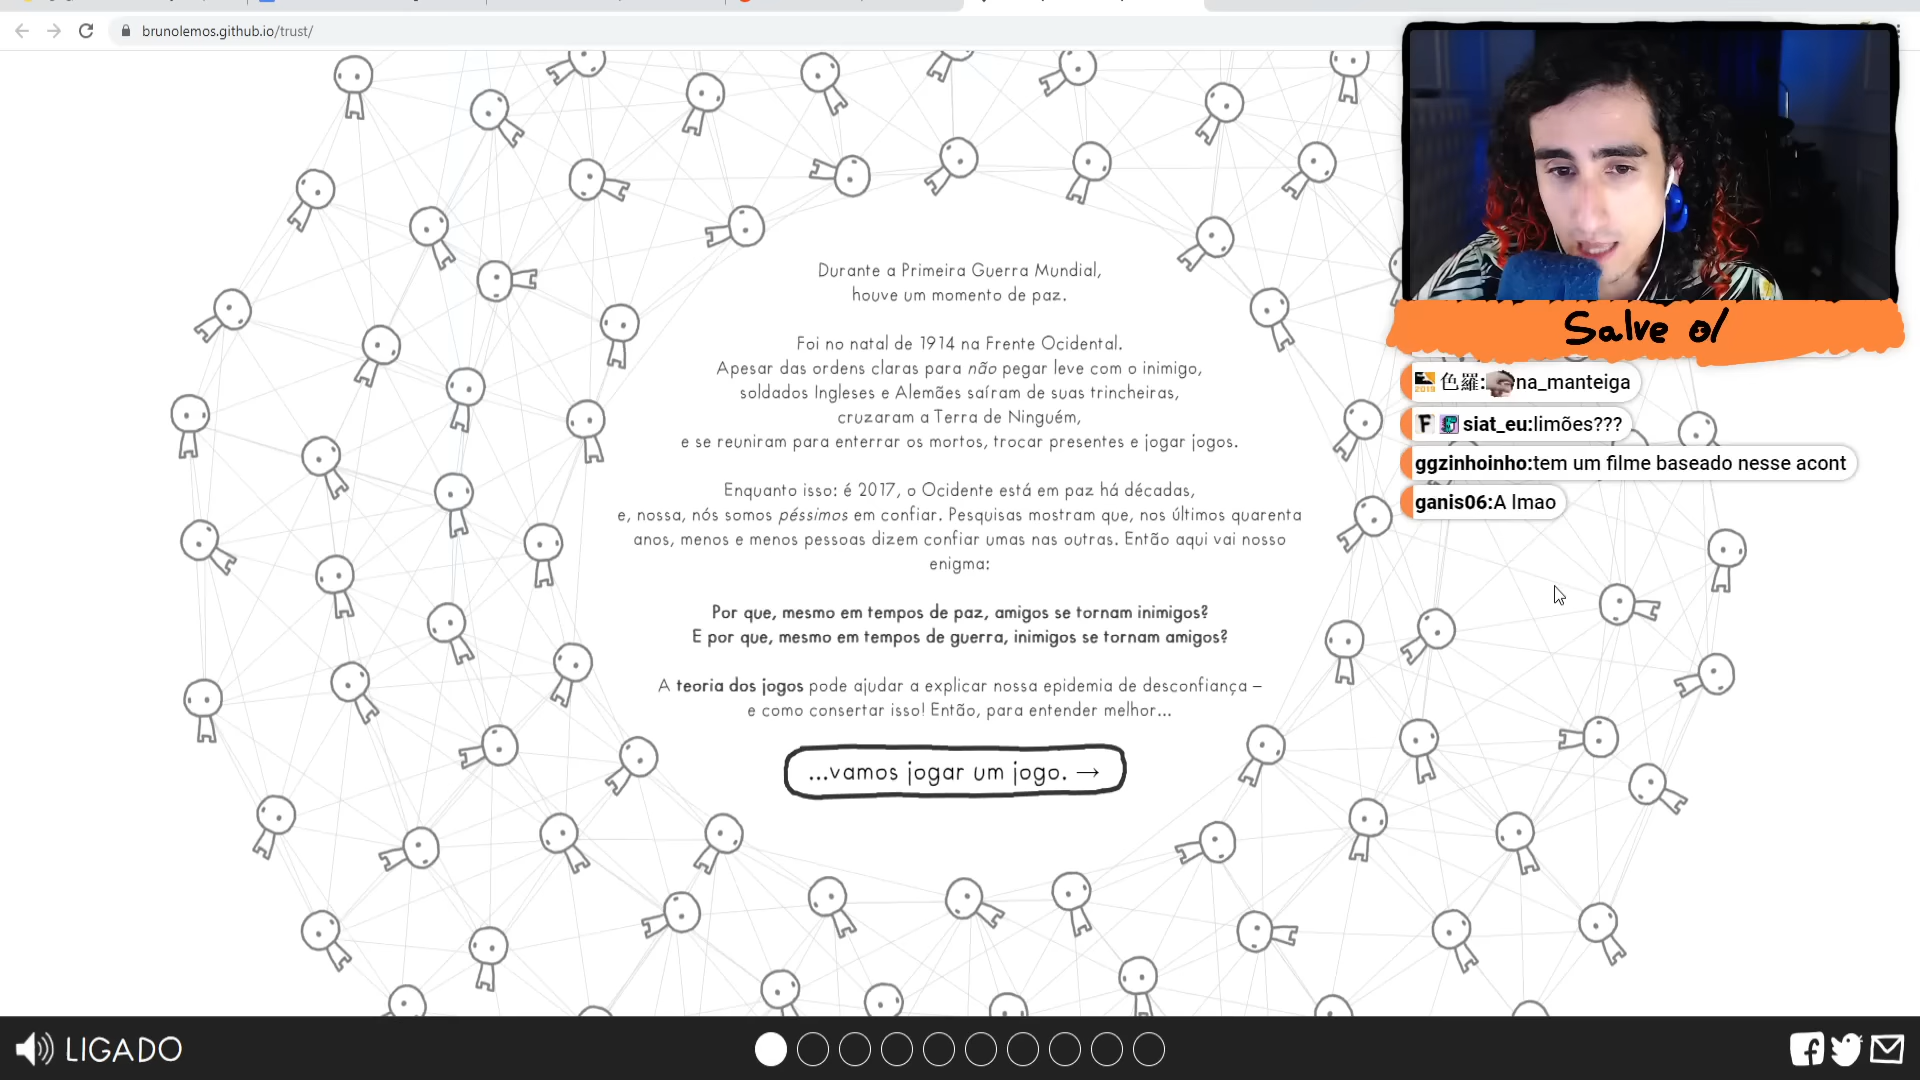 brunolemos.github.io/trust/
Durante a Primeira Guerra Mundial,
houve um momento de paz.
Foi no natal de 1914 na Frente Ocidental.
Apesar das ordens claras para não pegar leve com o inimigo,
soldados Ingleses e Alemães saíram de suas trincheiras,
cruzaram a Terra de Ninguém,
e se reuniram para enterrar os mortos, trocar presentes e jogar jogos.
Enquanto isso: é 2017, o Ocidente está em paz há décadas,
e, nossa, nós somos péssimos em confiar. Pesquisas mostram que, nos últimos quarenta
anos, menos e menos pessoas dizem confiar umas nas outras. Então aqui vai nosso
enigma:
Por que, mesmo em tempos de paz, amigos se tornam inimigos?
E por que, mesmo em tempos de guerra, inimigos se tornam amigos?
A teoria dos jogos pode ajudar a explicar nossa epidemia de desconfiança –
e como consertar isso! Então, para entender melhor...
...vamos jogar um jogo. →
Salve o/
色羅: na_manteiga
siat_eu:limões???
ggzinhoinho:tem um filme baseado nesse acont
ganis06:A lmao
LIGADO